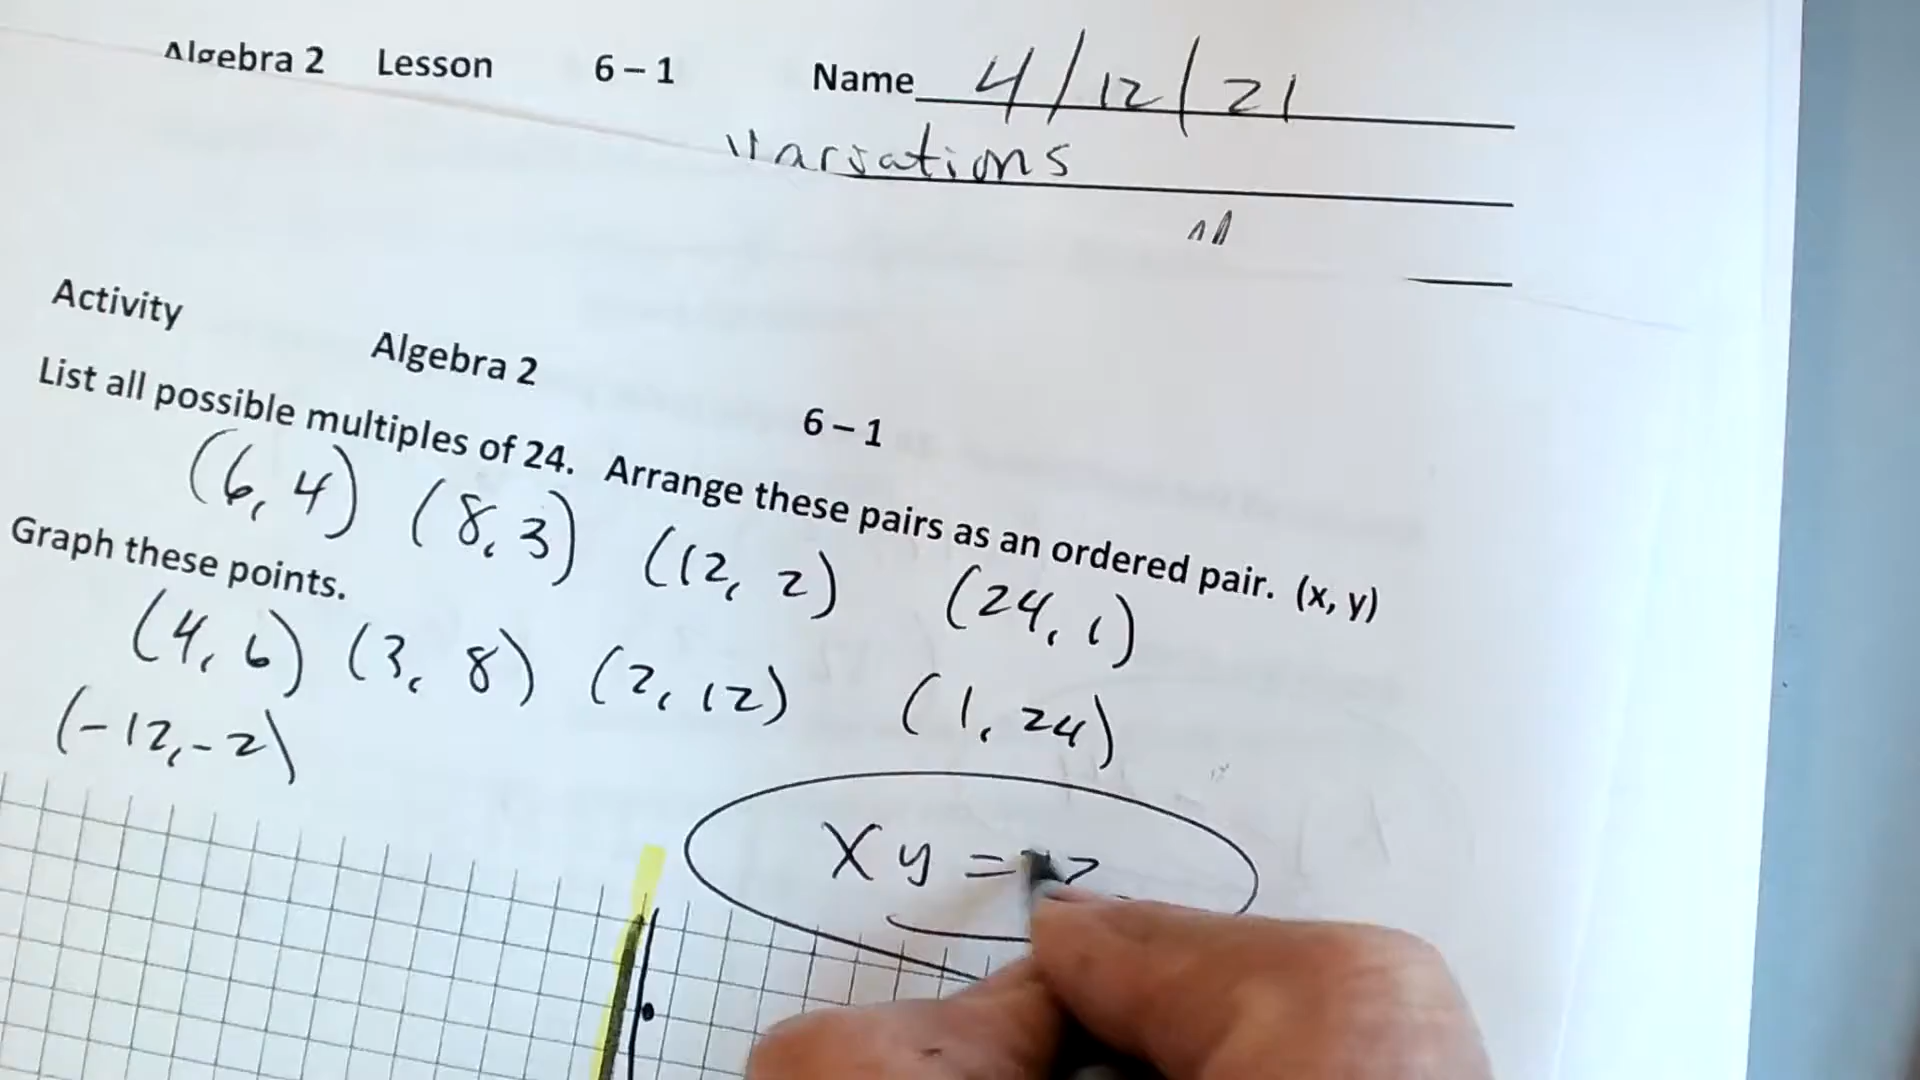 Algebra 2 Lesson 6 – 1 Name 4/12/21
Variations
Activity
Algebra 2
6 – 1
List all possible multiples of 24. Arrange these pairs as an ordered pair. (x, y)
(6, 4) (8, 3) (12, 2) (24, 1)
Graph these points.
(4, 6) (3, 8) (2, 12) (1, 24)
(-12, -2)
xy =